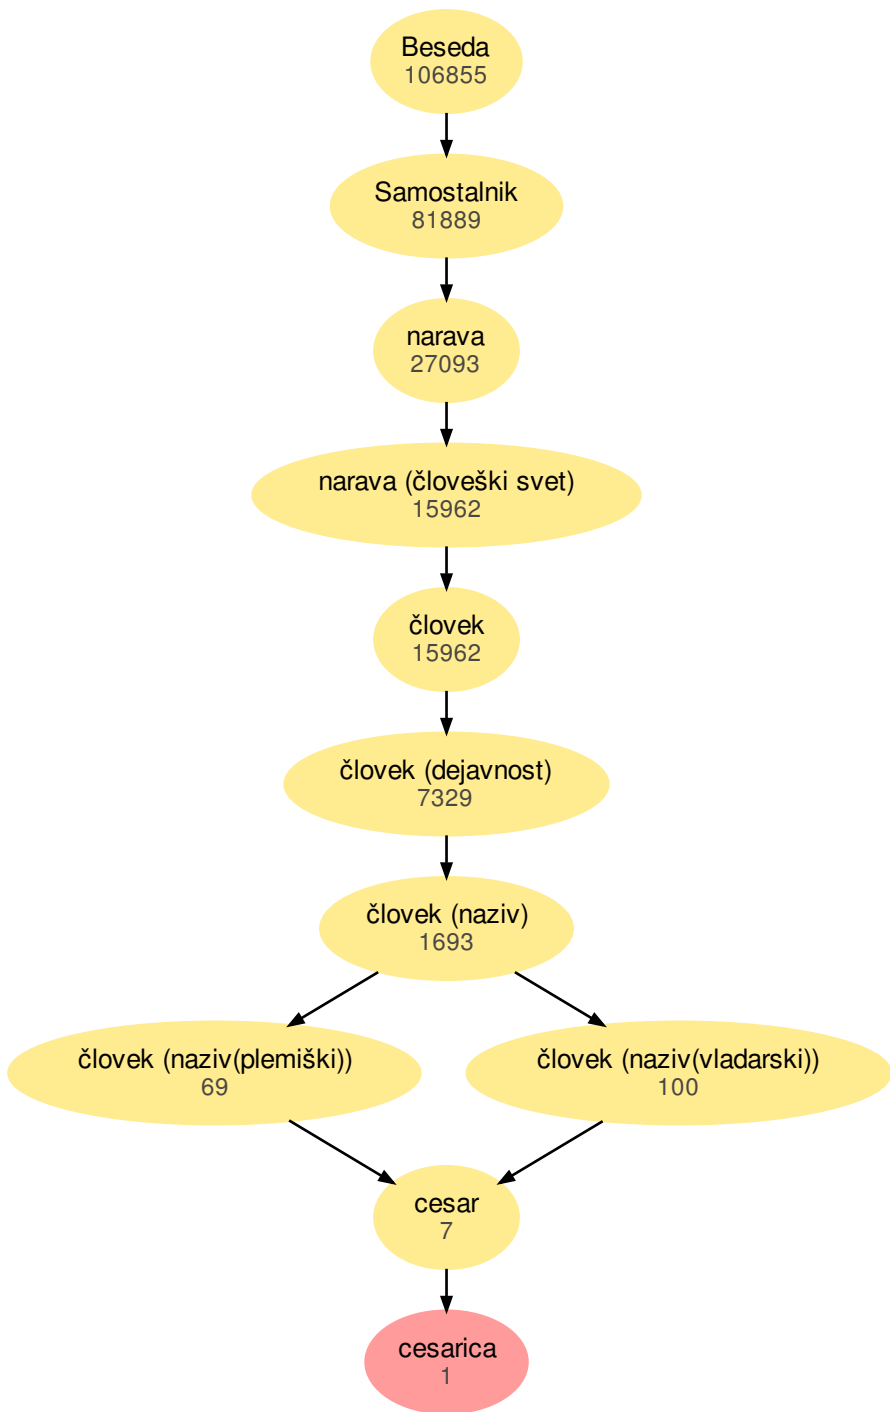 Beseda
106855
Samostalnik
81889
narava
27093
narava (človeški svet)
15962
človek
15962
človek (dejavnost)
7329
človek (naziv)
1693
človek (naziv(plemiški))
69
človek (naziv(vladarski))
100
cesar
7
cesarica
1